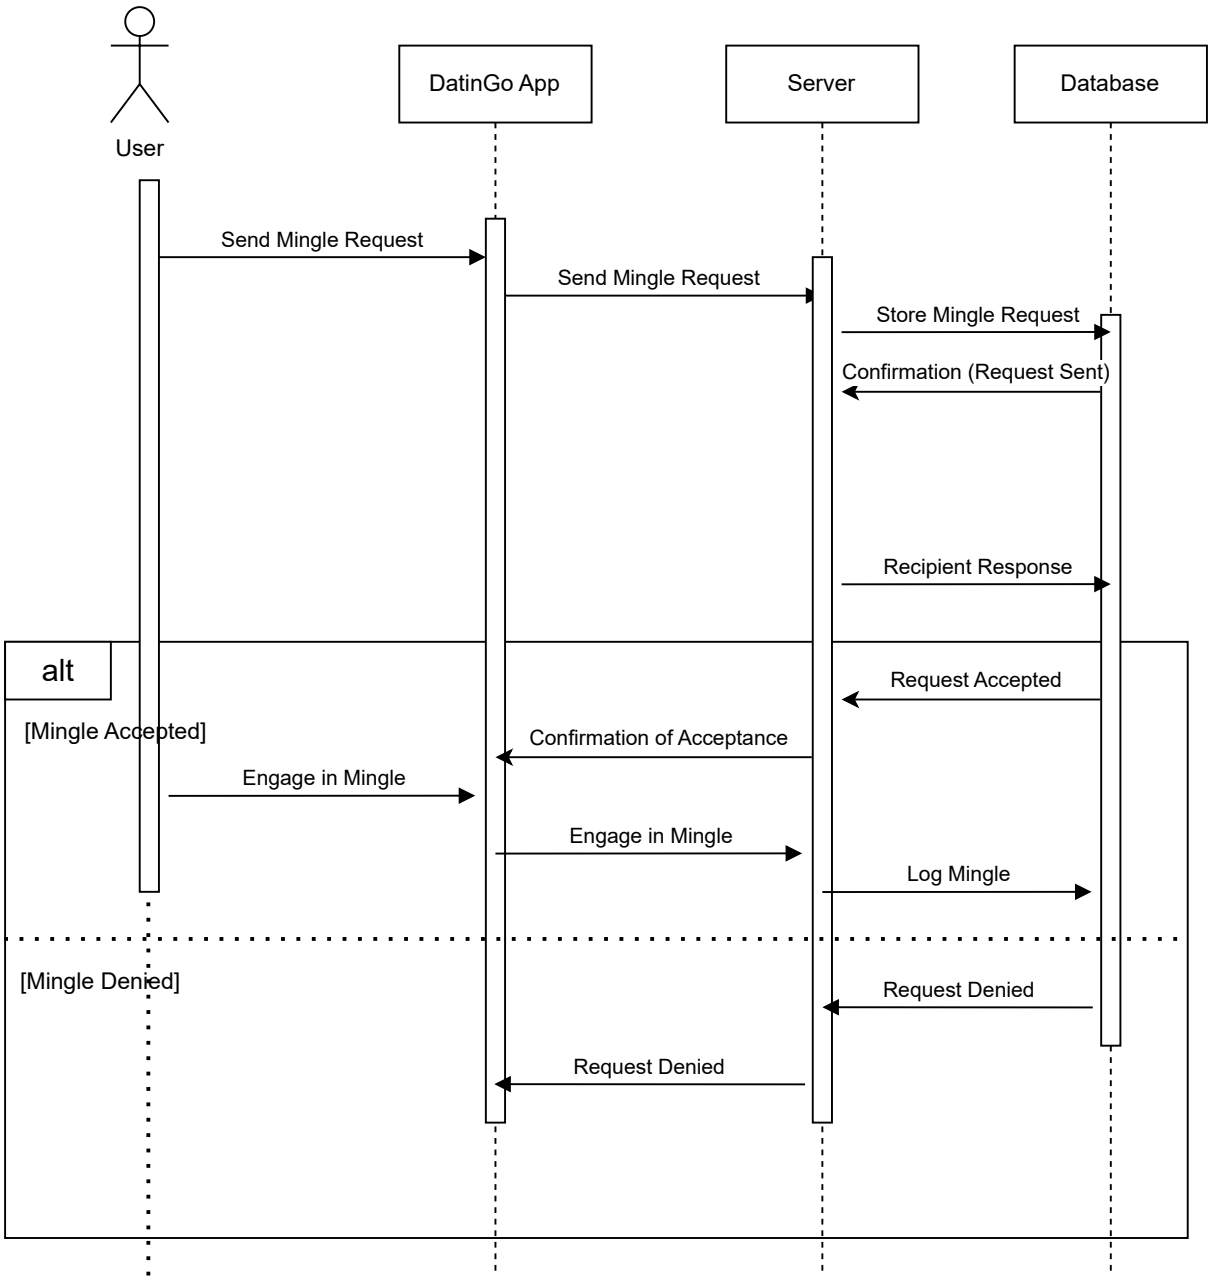 User
DatinGo App
Server
Database
Send Mingle Request
Send Mingle Request
Store Mingle Request
Confirmation (Request Sent)
Recipient Response
alt
Request Accepted
[Mingle Accepted]
Confirmation of Acceptance
Engage in Mingle
Engage in Mingle
Log Mingle
[Mingle Denied]
Request Denied
Request Denied